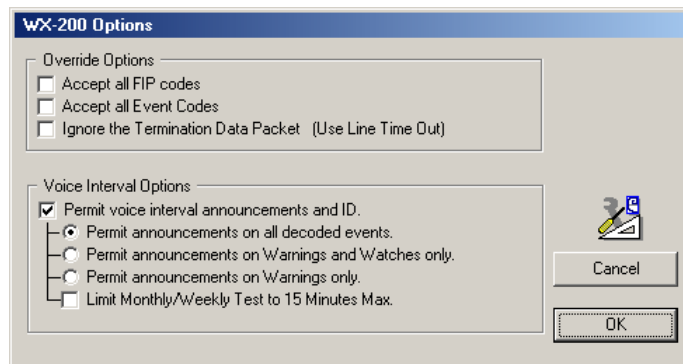 WX-200 Options
Override Options
Accept all FIP codes
Accept all Event Codes
Ignore the Termination Data Packet (Use Line Time Out)
Voice Interval Options
Permit voice interval announcements and ID.
Permit announcements on all decoded events.
Permit announcements on Warnings and Watches only.
Permit announcements on Warnings only.
Limit Monthly/Weekly Test to 15 Minutes Max.
Cancel
OK